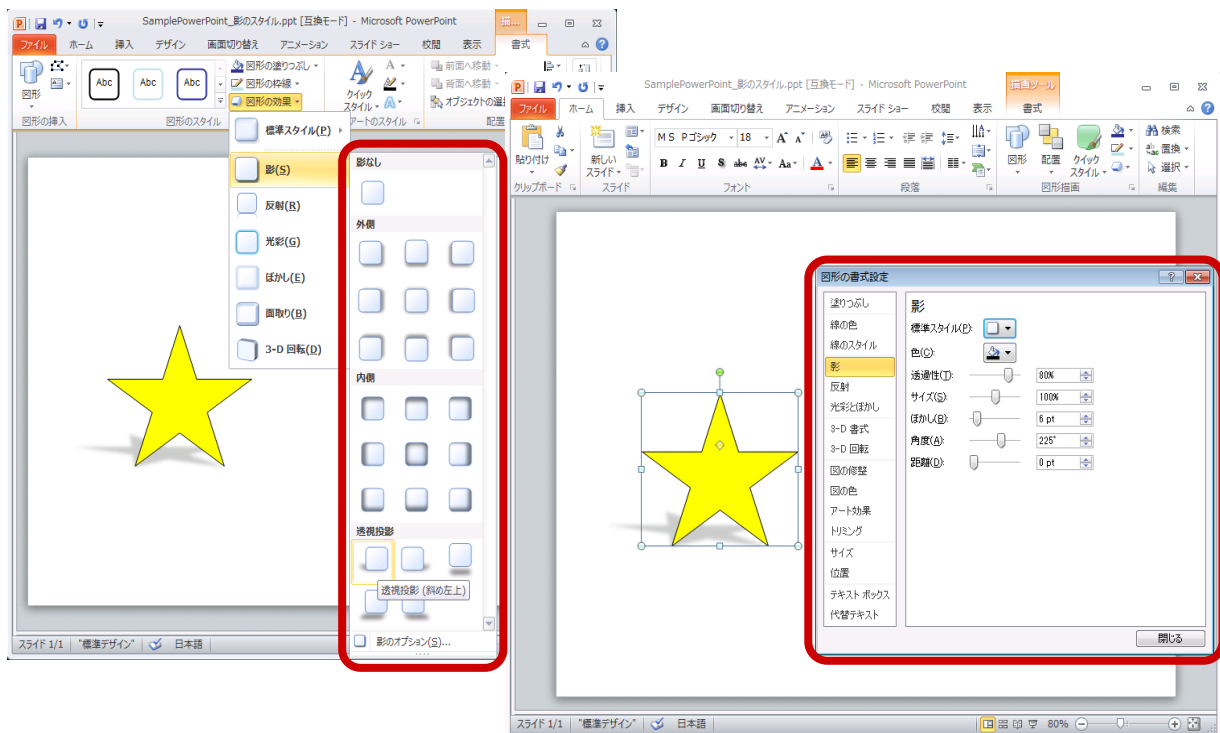 SamplePowerPoint_影のスタイル.ppt [互換モード] - Microsoft PowerPoint
描...
ファイル ホーム 挿入 デザイン 画面切り替え アニメーション スライド ショー 校閲 表示 書式
図形
図形の挿入
Abc Abc Abc
図形のスタイル
図形の塗りつぶし
図形の枠線
図形の効果
クイック
スタイル
前面へ移動
背面へ移動
オブジェクトの選
アートのスタイル
配置
標準スタイル(P)
影(S)
反射(R)
光彩(G)
ぼかし(E)
面取り(B)
3-D 回転(D)
影なし
外側
内側
透視投影
透視投影 (斜め左上)
影のオプション(S)...
スライド 1/1 "標準デザイン" 日本語
SamplePowerPoint_影のスタイル.ppt [互換モード] - Microsoft PowerPoint
描画ツール
ファイル ホーム 挿入 デザイン 画面切り替え アニメーション スライド ショー 校閲 表示 書式
貼り付け
クリップボード
新しい
スライド
スライド
ＭＳ Ｐゴシック 18
B I U S abc AV Aa A
フォント
段落
図形 配置 クイック
スタイル
図形描画
検索
置換
選択
編集
図形の書式設定
塗りつぶし
線の色
線のスタイル
影
反射
光彩とぼかし
3-D 書式
3-D 回転
図の修整
図の色
アート効果
トリミング
サイズ
位置
テキスト ボックス
代替テキスト
影
標準スタイル(P):
色(C):
透過性(T): 80%
サイズ(S): 100%
ぼかし(B): 6 pt
角度(A): 225°
距離(D): 0 pt
閉じる
スライド 1/1 "標準デザイン" 日本語 80%